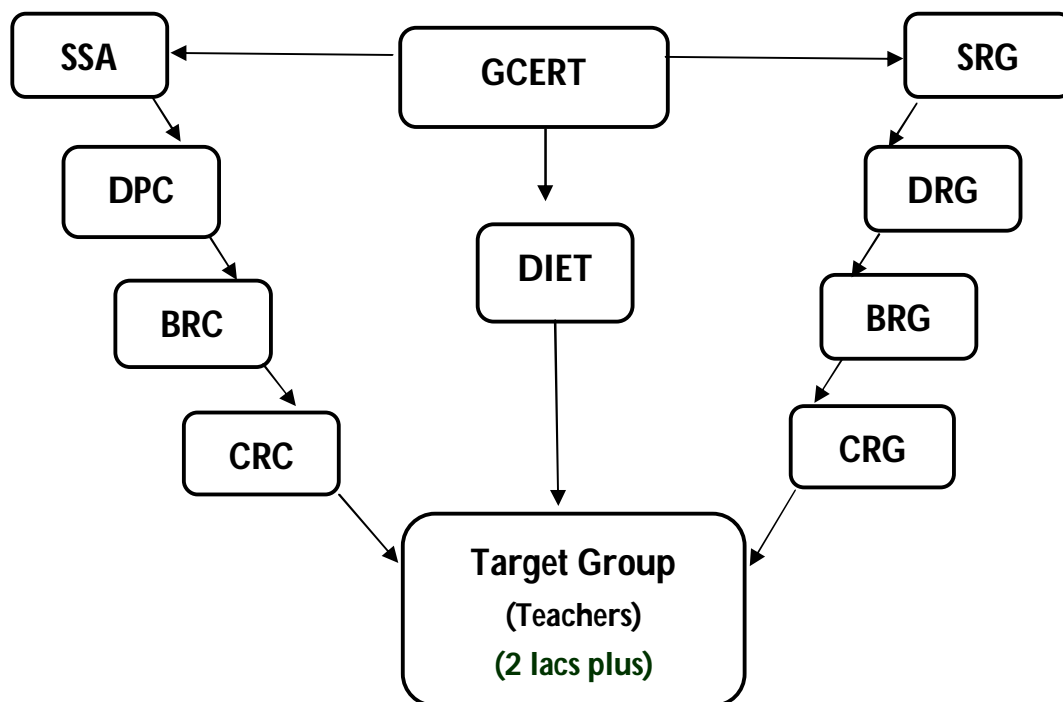 SSA
GCERT
SRG
DPC
DRG
DIET
BRC
BRG
CRC
CRG
Target Group
(Teachers)
(2 lacs plus)